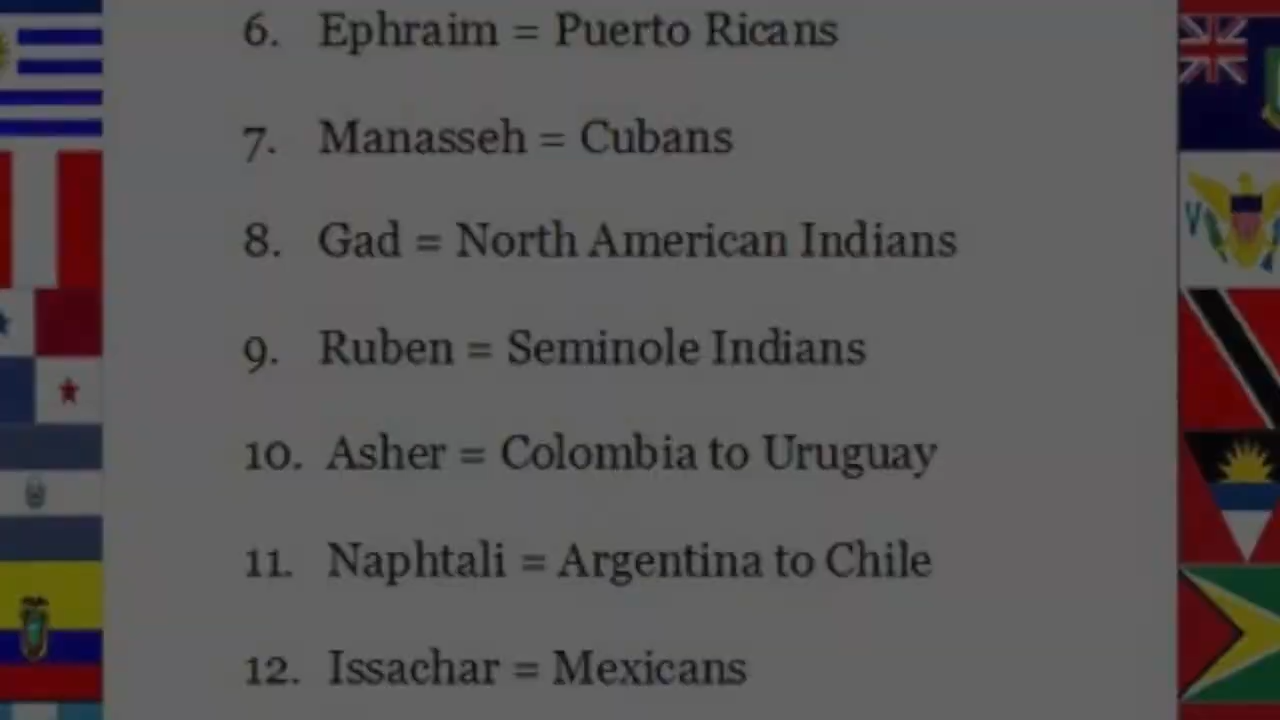 6. Ephraim = Puerto Ricans
7. Manasseh = Cubans
8. Gad = North American Indians
9. Ruben = Seminole Indians
10. Asher = Colombia to Uruguay
11. Naphtali = Argentina to Chile
12. Issachar = Mexicans